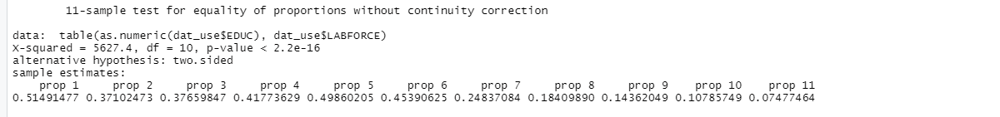 11-sample test for equality of proportions without continuity correction
data:  table(as.numeric(dat_use$EDUC), dat_use$LABFORCE)
X-squared = 5627.4, df = 10, p-value < 2.2e-16
alternative hypothesis: two.sided
sample estimates:
prop 1 prop 2 prop 3 prop 4 prop 5 prop 6 prop 7 prop 8 prop 9 prop 10 prop 11
0.51491477 0.37102473 0.37659847 0.41773629 0.49860205 0.45390625 0.24837084 0.18409890 0.14362049 0.10785749 0.07477464